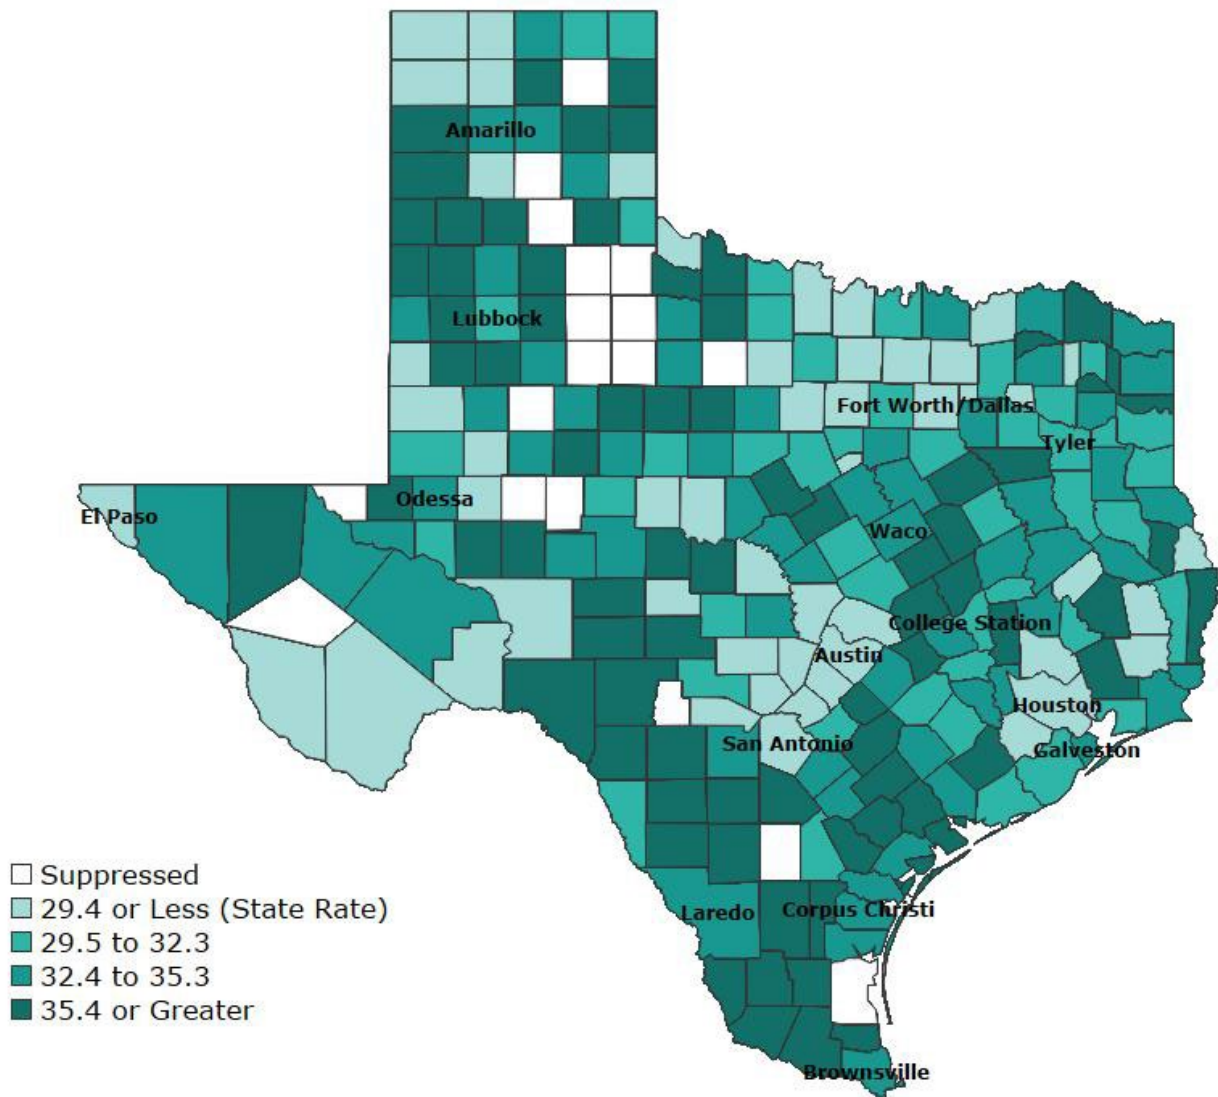 Amarillo
Lubbock
Fort Worth/Dallas
Tyler
Odessa
El Paso
Waco
College Station
Austin
Houston
San Antonio
Galveston
Suppressed
29.4 or Less (State Rate)
Laredo
Corpus Christi
29.5 to 32.3
32.4 to 35.3
35.4 or Greater
Brownsville